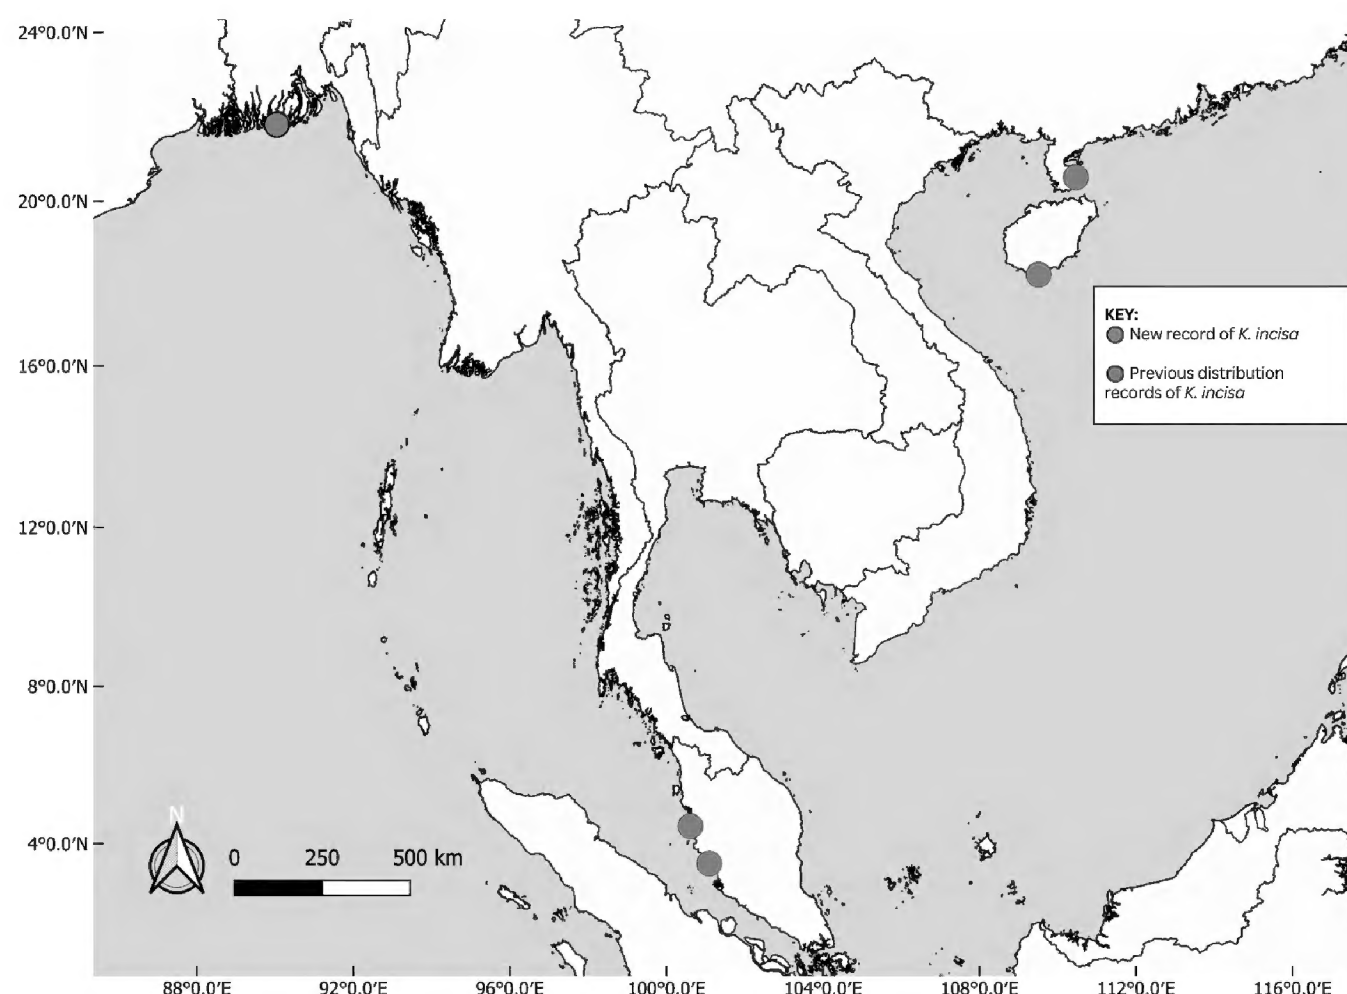 24°0.0′N
20°0.0′N
16°0.0′N
12°0.0′N
8°0.0′N
4°0.0′N
KEY:
New record of K. incisa
Previous distribution
records of K. incisa
N
0 250 500 km
88°0.0′E 92°0.0′E 96°0.0′E 100°0.0′E 104°0.0′E 108°0.0′E 112°0.0′E 116°0.0′E